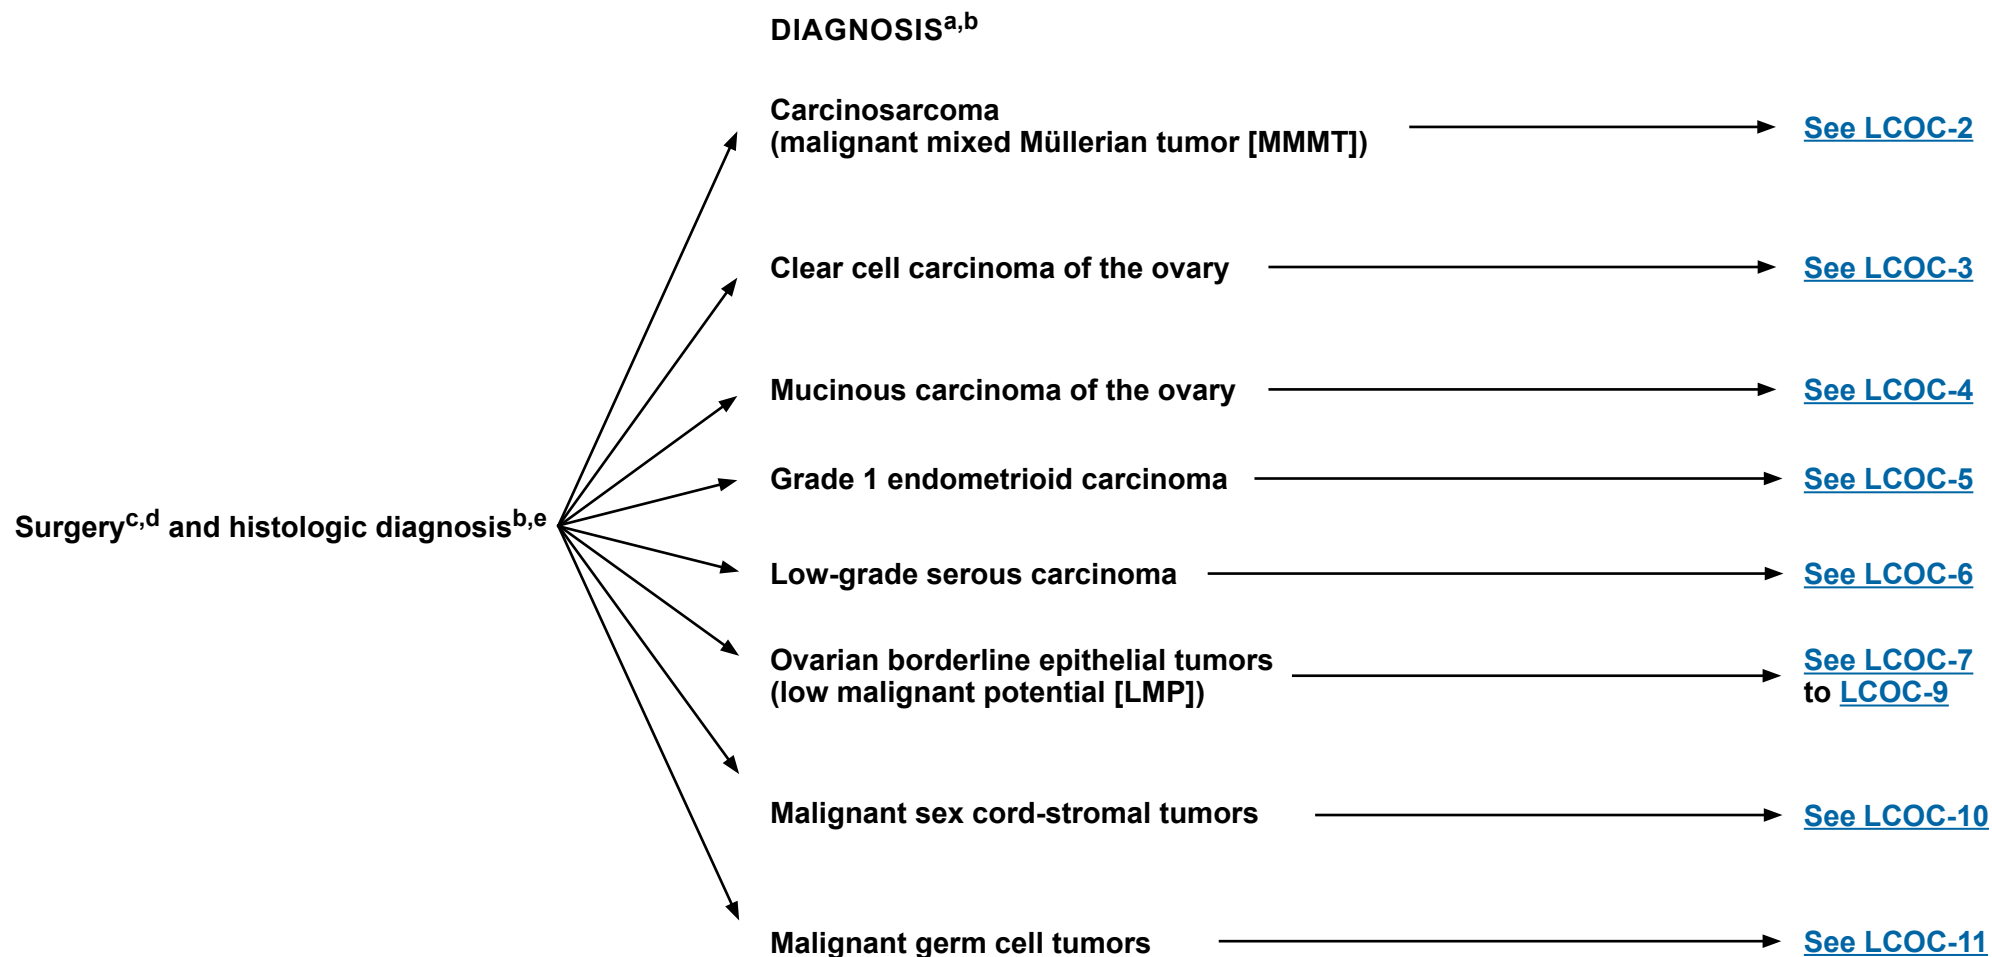 DIAGNOSISa,b
Carcinosarcoma
(malignant mixed Müllerian tumor [MMMT])
See LCOC-2
Clear cell carcinoma of the ovary
See LCOC-3
Mucinous carcinoma of the ovary
See LCOC-4
Grade 1 endometrioid carcinoma
See LCOC-5
Surgeryc,d and histologic diagnosisb,e
Low-grade serous carcinoma
See LCOC-6
Ovarian borderline epithelial tumors
(low malignant potential [LMP])
See LCOC-7
to LCOC-9
Malignant sex cord-stromal tumors
See LCOC-10
Malignant germ cell tumors
See LCOC-11